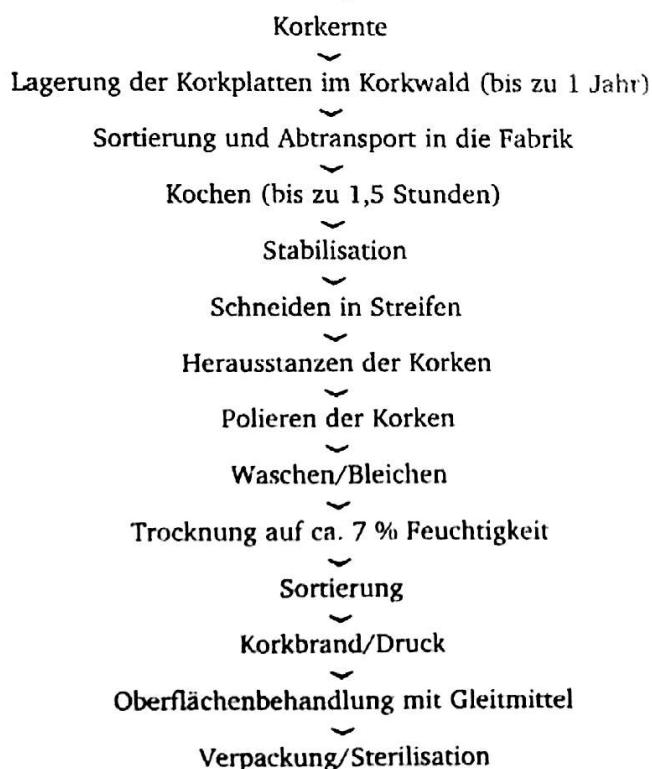 Korkernte
Lagerung der Korkplatten im Korkwald (bis zu 1 Jahr)
Sortierung und Abtransport in die Fabrik
Kochen (bis zu 1,5 Stunden)
Stabilisation
Schneiden in Streifen
Herausstanzen der Korken
Polieren der Korken
Waschen/Bleichen
Trocknung auf ca. 7 % Feuchtigkeit
Sortierung
Korkbrand/Druck
Oberflächenbehandlung mit Gleitmittel
Verpackung/Sterilisation